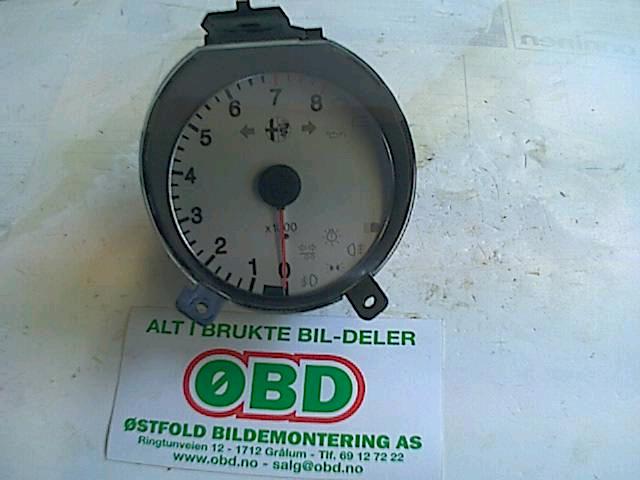 7
8
6
5
4
3
2
1
0
x1000
ALT I BRUKTE BIL-DELER
ØBD
ØSTFOLD BILDEMONTERING AS
Ringtunveien 12 - 1712 Grålum - Tlf. 69 12 72 22
www.obd.no - salg@obd.no